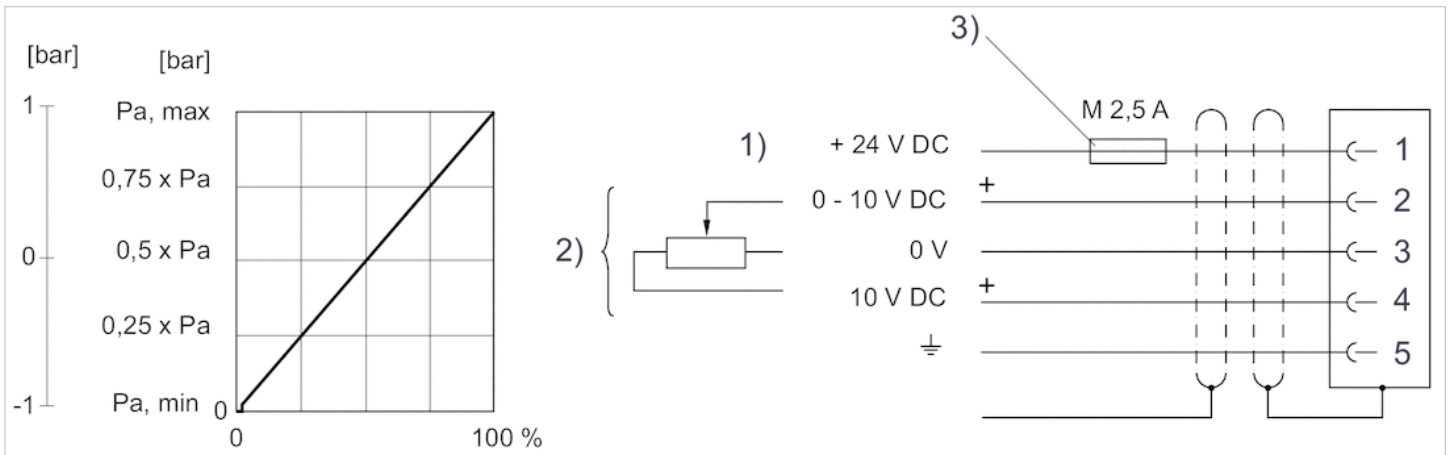 [bar]
1
0
-1
[bar]
Pa, max
0,75 x Pa
0,5 x Pa
0,25 x Pa
Pa, min
0
0
100 %
1)
2)
3)
M 2,5 A
+ 24 V DC
1
0 - 10 V DC
+
2
0 V
3
10 V DC
+
4
5